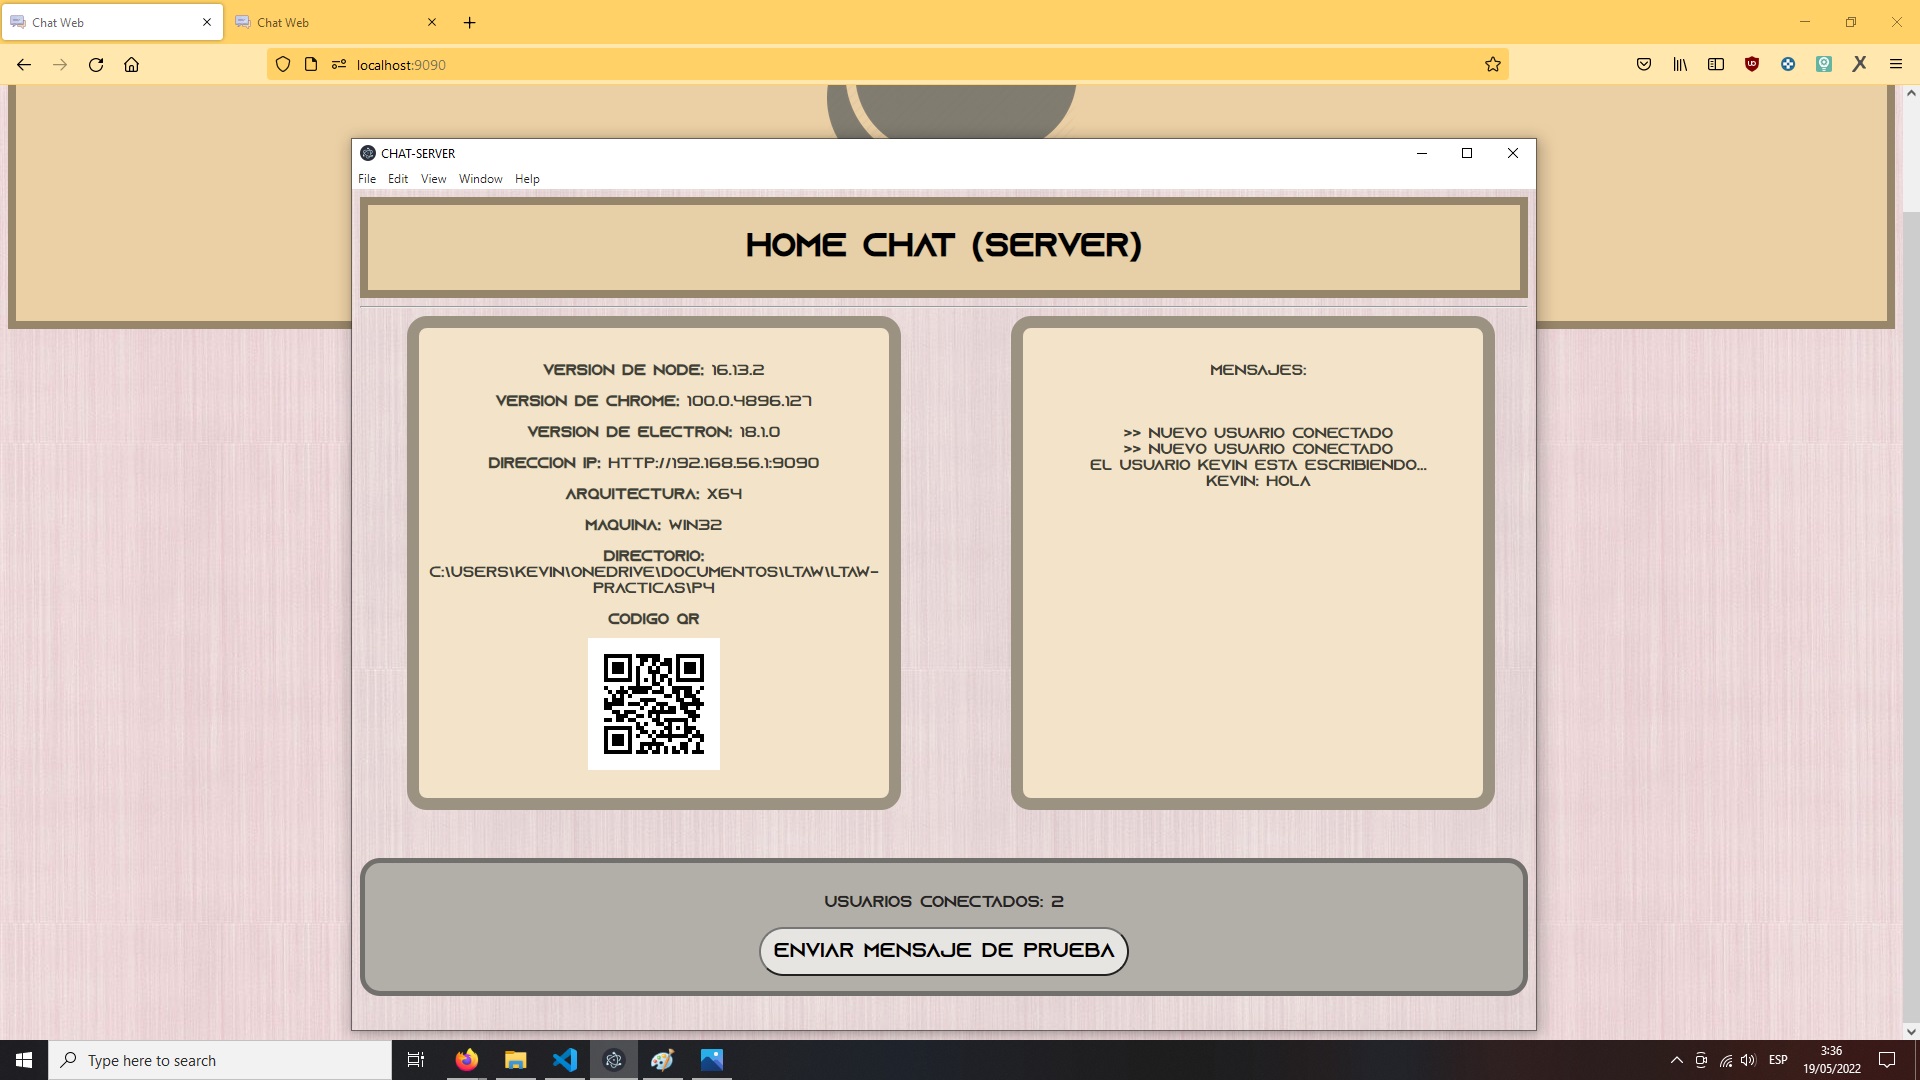 Chat Web
Chat Web
localhost:9090
CHAT-SERVER
File Edit View Window Help
HOME CHAT (SERVER)
VERSION DE NODE: 16.13.2
VERSION DE CHROME: 100.0.4896.127
VERSION DE ELECTRON: 18.1.0
DIRECCION IP: HTTP://192.168.56.1:9090
ARQUITECTURA: X64
MAQUINA: WIN32
DIRECTORIO:
C:\USERS\KEVIN\ONEDRIVE\DOCUMENTOS\LTAW\LTAW-
PRACTICAS\P4
CODIGO QR
MENSAJES:
>> NUEVO USUARIO CONECTADO
>> NUEVO USUARIO CONECTADO
EL USUARIO KEVIN ESTA ESCRIBIENDO...
KEVIN: HOLA
USUARIOS CONECTADOS: 2
ENVIAR MENSAJE DE PRUEBA
Type here to search
ESP
3:36
19/05/2022